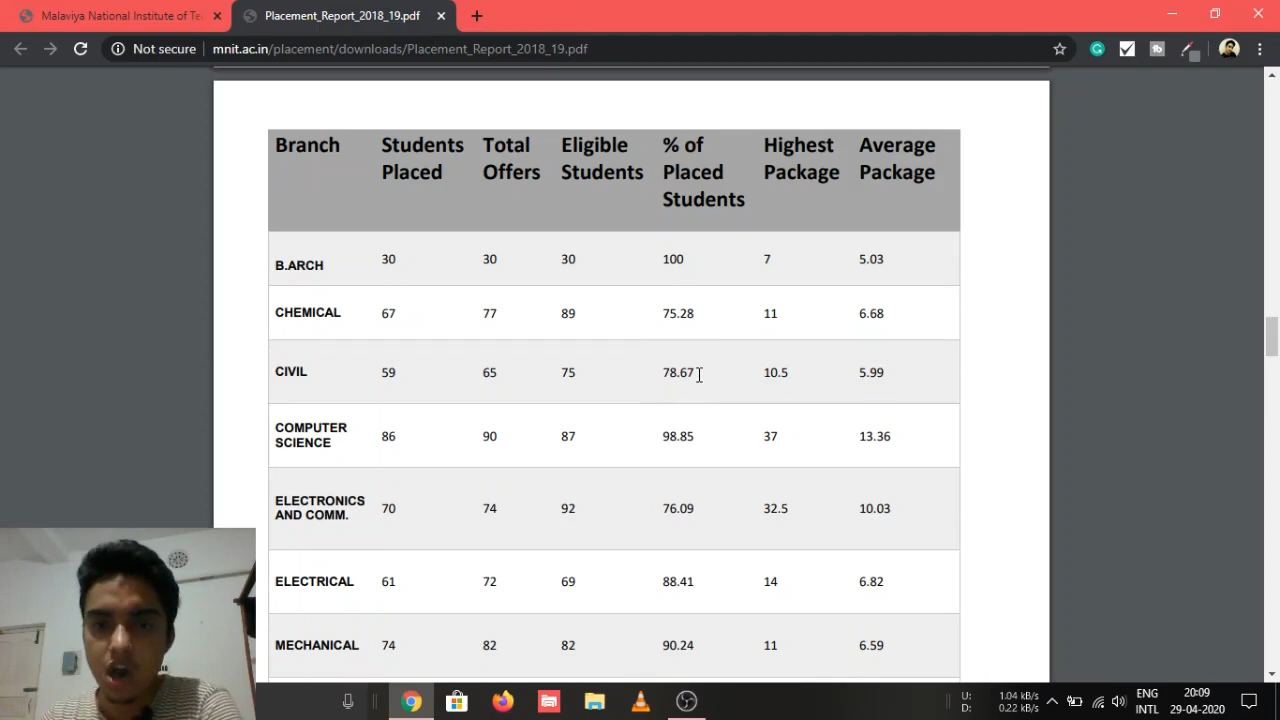 Malaviya National Institute of Te
Placement_Report_2018_19.pdf
Not secure
mnit.ac.in/placement/downloads/Placement_Report_2018_19.pdf
Branch Students Placed Total Offers Eligible Students % of Placed Students Highest Package Average Package
B.ARCH 30 30 30 100 7 5.03
CHEMICAL 67 77 89 75.28 11 6.68
CIVIL 59 65 75 78.67 10.5 5.99
COMPUTER SCIENCE 86 90 87 98.85 37 13.36
ELECTRONICS AND COMM. 70 74 92 76.09 32.5 10.03
ELECTRICAL 61 72 69 88.41 14 6.82
MECHANICAL 74 82 82 90.24 11 6.59
U: 1.04 kB/s
D: 0.22 kB/s
ENG
INTL
20:09
29-04-2020